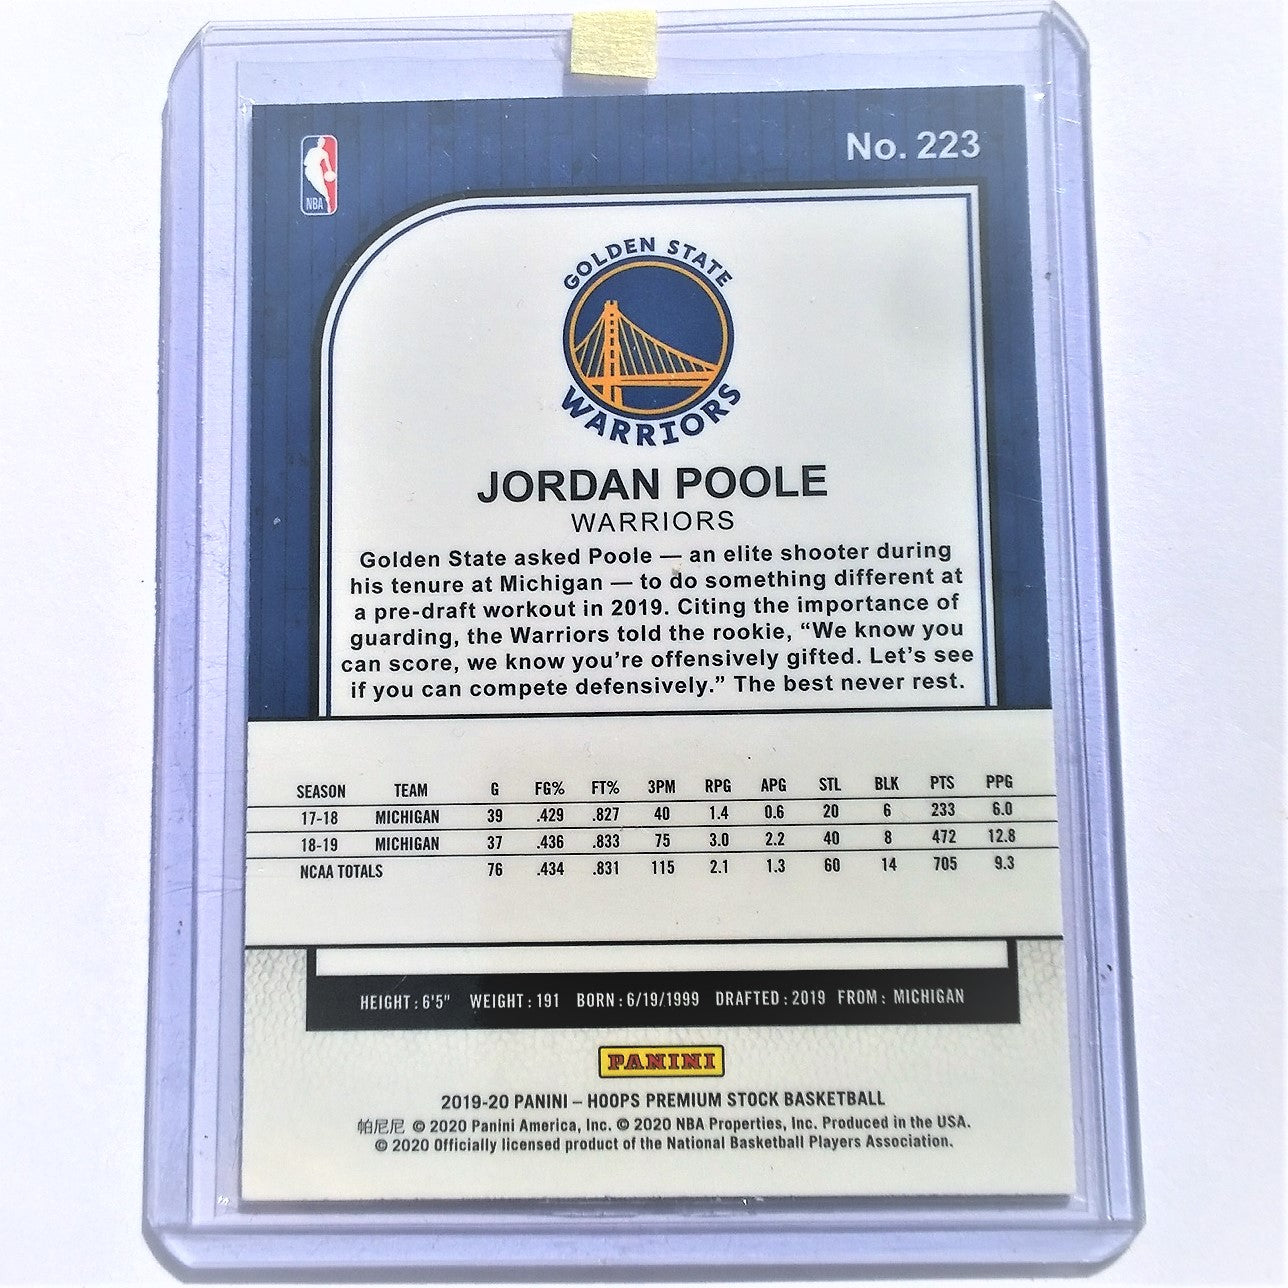 No. 223
NBA
GOLDEN STATE
WARRIORS
JORDAN POOLE
WARRIORS
Golden State asked Poole — an elite shooter during
his tenure at Michigan — to do something different at
a pre-draft workout in 2019. Citing the importance of
guarding, the Warriors told the rookie, “We know you
can score, we know you’re offensively gifted. Let’s see
if you can compete defensively.” The best never rest.
SEASON TEAM G FG% FT% 3PM RPG APG STL BLK PTS PPG
17-18 MICHIGAN 39 .429 .827 40 1.4 0.6 20 6 233 6.0
18-19 MICHIGAN 37 .436 .833 75 3.0 2.2 40 8 472 12.8
NCAA TOTALS 76 .434 .831 115 2.1 1.3 60 14 705 9.3
HEIGHT : 6'5" WEIGHT : 191 BORN : 6/19/1999 DRAFTED : 2019 FROM : MICHIGAN
PANINI
2019-20 PANINI – HOOPS PREMIUM STOCK BASKETBALL
帕尼尼 © 2020 Panini America, Inc. © 2020 NBA Properties, Inc. Produced in the USA.
© 2020 Officially licensed product of the National Basketball Players Association.